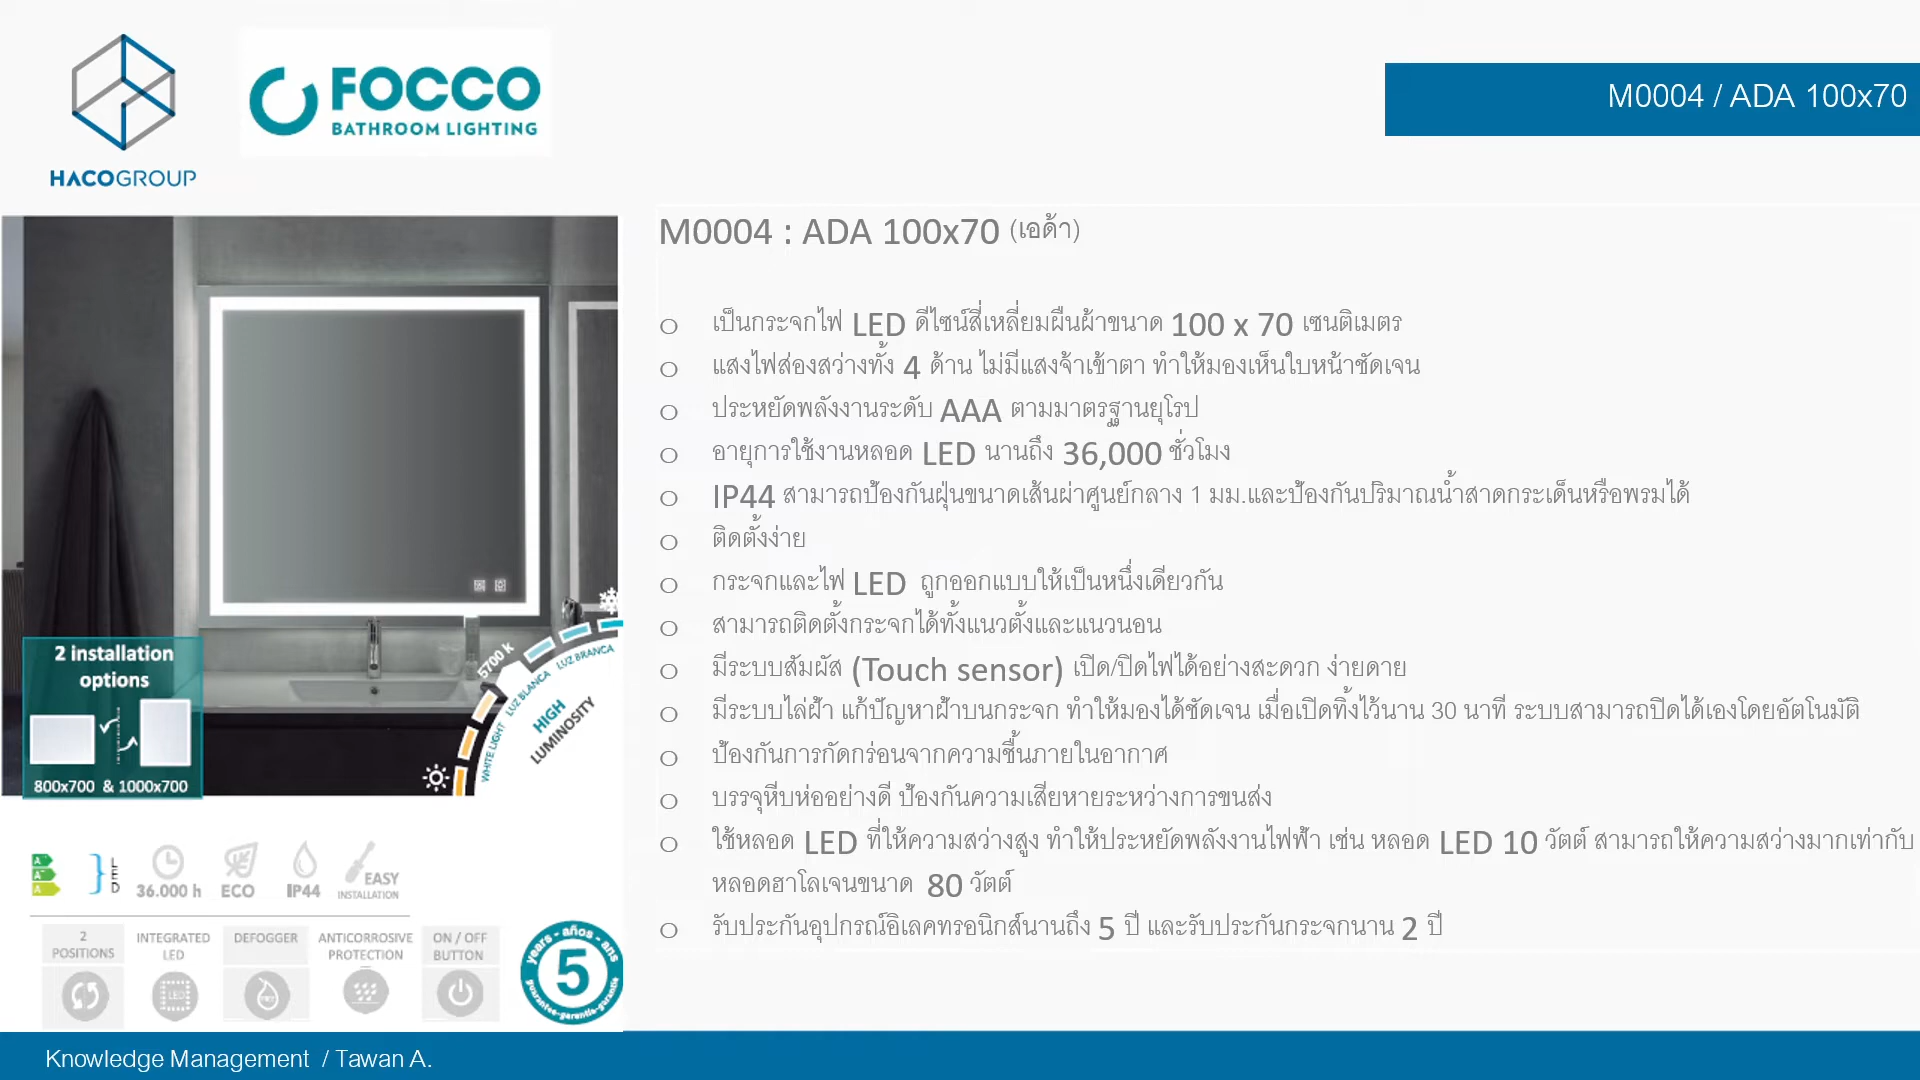 HACOGROUP
FOCCO
BATHROOM LIGHTING
M0004 / ADA 100x70
M0004 : ADA 100x70 (เอด้า)
o เป็นกระจกไฟ LED ดีไซน์สี่เหลี่ยมผืนผ้าขนาด 100 x 70 เซนติเมตร
o แสงไฟส่องสว่างทั้ง 4 ด้าน ไม่มีแสงจ้าเข้าตา ทำให้มองเห็นใบหน้าชัดเจน
o ประหยัดพลังงานระดับ AAA ตามมาตรฐานยุโรป
o อายุการใช้งานหลอด LED นานถึง 36,000 ชั่วโมง
o IP44 สามารถป้องกันฝุ่นขนาดเส้นผ่าศูนย์กลาง 1 มม.และป้องกันปริมาณน้ำสาดกระเด็นหรือพรมได้
o ติดตั้งง่าย
o กระจกและไฟ LED ถูกออกแบบให้เป็นหนึ่งเดียวกัน
o สามารถติดตั้งกระจกได้ทั้งแนวตั้งและแนวนอน
o มีระบบสัมผัส (Touch sensor) เปิด/ปิดไฟได้อย่างสะดวก ง่ายดาย
o มีระบบไล่ฝ้า แก้ปัญหาฝ้าบนกระจก ทำให้มองได้ชัดเจน เมื่อเปิดทิ้งไว้นาน 30 นาที ระบบสามารถปิดได้เองโดยอัตโนมัติ
o ป้องกันการกัดกร่อนจากความชื้นภายในอากาศ
o บรรจุหีบห่ออย่างดี ป้องกันความเสียหายระหว่างการขนส่ง
o ใช้หลอด LED ที่ให้ความสว่างสูง ทำให้ประหยัดพลังงานไฟฟ้า เช่น หลอด LED 10 วัตต์ สามารถให้ความสว่างมากเท่ากับ
หลอดฮาโลเจนขนาด 80 วัตต์
o รับประกันอุปกรณ์อิเลคทรอนิกส์นานถึง 5 ปี และรับประกันกระจกนาน 2 ปี
2 installation
options
800x700 & 1000x700
5700 k
WHITE LIGHT
LUZ BLANCA
LUZ BRANCA
HIGH
LUMINOSITY
A
A
A
LED
36.000 h
ECO
IP44
EASY
INSTALLATION
2
POSITIONS
INTEGRATED
LED
DEFOGGER
ANTICORROSIVE
PROTECTION
ON / OFF
BUTTON
LED
years - años - ans
5
Knowledge Management / Tawan A.